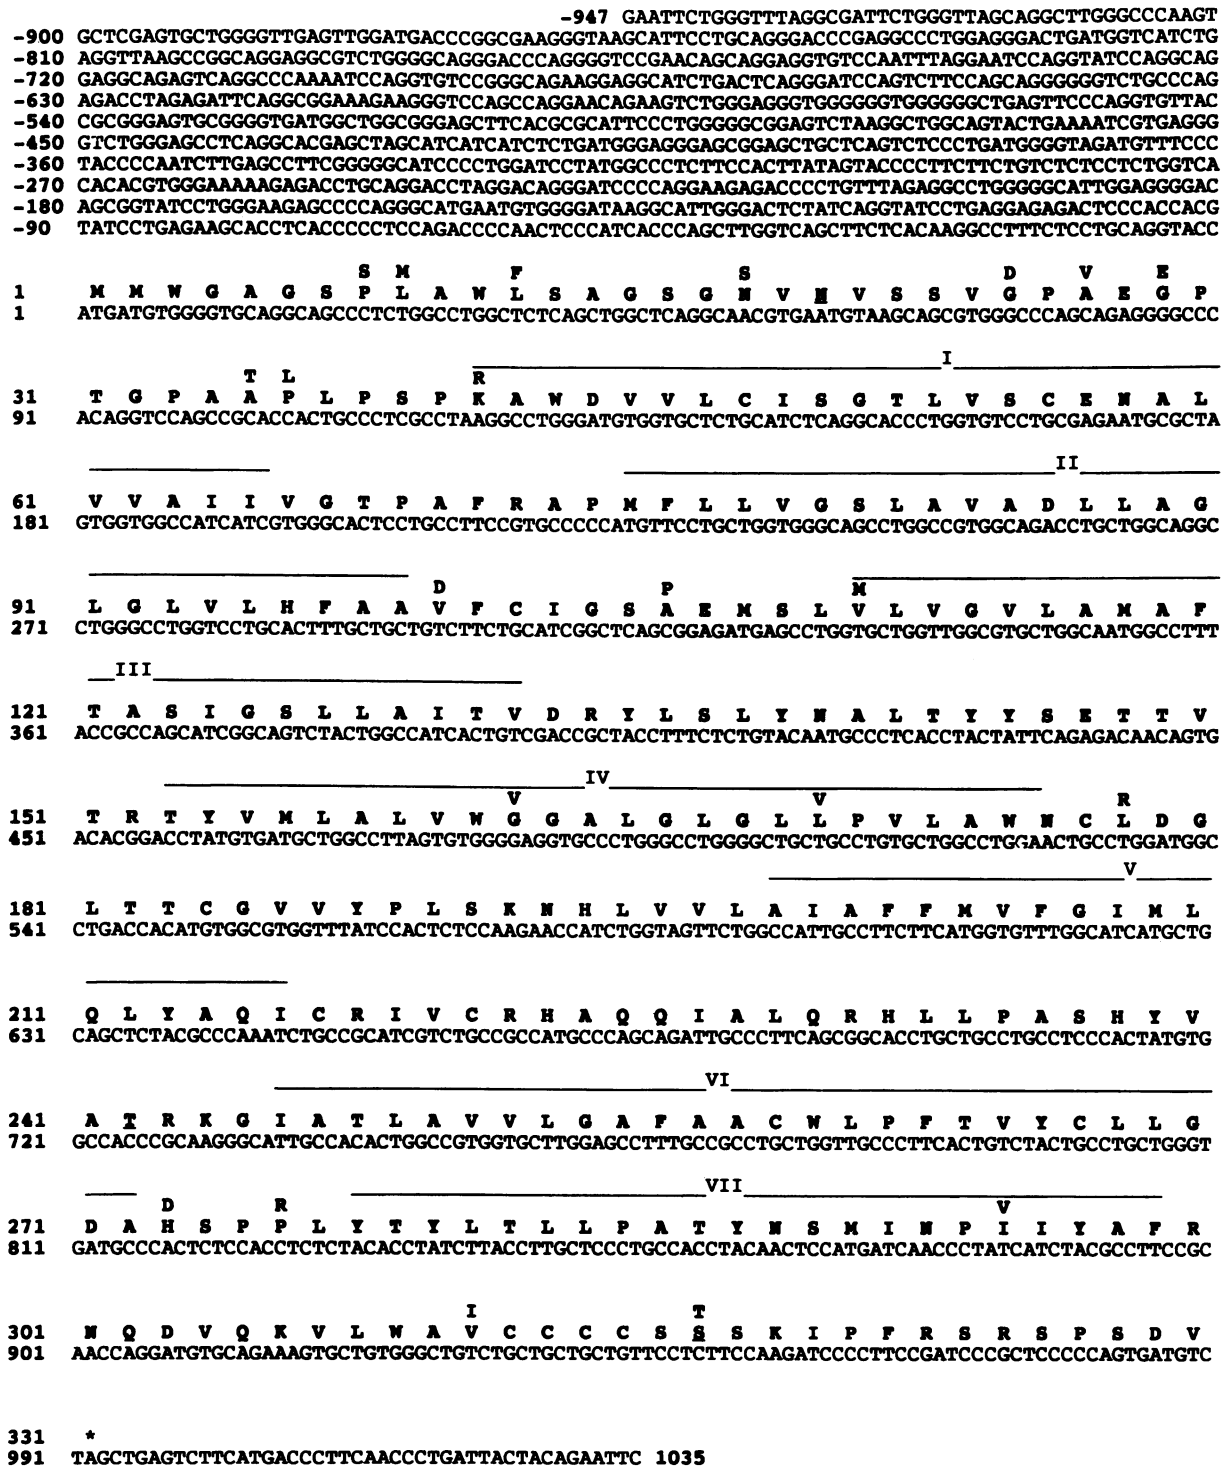 -947 GAATTCTGGGTTTAGGCGATTCTGGGTTAGCAGGCTTGGGCCCAAGT
-900 GCTCGAGTGCTGGGGTTGAGTTGGATGACCCGGCGAAGGGTAAGCATTCCTGCAGGGACCCGAGGCCCTGGAGGGACTGATGGTCATCTG
-810 AGGTTAAGCCGGCAGGAGGCGTCTGGGGCAGGGACCCAGGGGTCCGAACAGCAGGAGGTGTCCAATTTAGGAATCCAGGTATCCAGGCAG
-720 GAGGCAGAGTCAGGCCCAAAATCCAGGTGTCCGGGCAGAAGGAGGCATCTGACTCAGGGATCCAGTCTTCCAGCAGGGGGGTCTGCCCAG
-630 AGACCTAGAGATTCAGGCGGAAAGAAGGGTCCAGCCAGGAACAGAAGTCTGGGAGGGTGGGGGGTGGGGGGCTGAGTTCCCAGGTGTTAC
-540 CGCGGGAGTGCGGGGTGATGGCTGGCGGGAGCTTCACGCGCATTCCCTGGGGGCGGAGTCTAAGGCTGGCAGTACTGAAAATCGTGAGGG
-450 GTCTGGGAGCCTCAGGCACGAGCTAGCATCATCATCTCTGATGGGAGGGAGCGGAGCTGCTCAGTCTCCCTGATGGGGTAGATGTTTCCC
-360 TACCCCAATCTTGAGCCTTCGGGGGCATCCCCTGGATCCTATGGCCCTCTTCCACTTATAGTACCCCTTCTTCTGTCTCTCCTCTGGTCA
-270 CACACGTGGGAAAAAGAGACCTGCAGGACCTAGGACAGGGATCCCCAGGAAGAGACCCCTGTTTAGAGGCCTGGGGGCATTGGAGGGGAC
-180 AGCGGTATCCTGGGAAGAGCCCCAGGGCATGAATGTGGGGATAAGGCATTGGGACTCTATCAGGTATCCTGAGGAGAGACTCCCACCACG
-90 TATCCTGAGAAGCACCTCACCCCCTCCAGACCCCAACTCCCATCACCCAGCTTGGTCAGCTTCTCACAAGGCCTTTCTCCTGCAGGTACC
S M F S D V E
1 M M W G A G S P L A W L S A G S G N V N V S S V G P A E G P
1 ATGATGTGGGGTGCAGGCAGCCCTCTGGCCTGGCTCTCAGCTGGCTCAGGCAACGTGAATGTAAGCAGCGTGGGCCCAGCAGAGGGGCCC
I
T L R
31 T G P A A P L P S P K A W D V V L C I S G T L V S C E N A L
91 ACAGGTCCAGCCGCACCACTGCCCTCGCCTAAGGCCTGGGATGTGGTGCTCTGCATCTCAGGCACCCTGGTGTCCTGCGAGAATGCGCTA
II
61 V V A I I V G T P A F R A P M F L L V G S L A V A D L L A G
181 GTGGTGGCCATCATCGTGGGCACTCCTGCCTTCCGTGCCCCCATGTTCCTGCTGGTGGGCAGCCTGGCCGTGGCAGACCTGCTGGCAGGC
D P M
91 L G L V L H F A A V F C I G S A E M S L V L V G V L A M A F
271 CTGGGCCTGGTCCTGCACTTTGCTGCTGTCTTCTGCATCGGCTCAGCGGAGATGAGCCTGGTGCTGGTTGGCGTGCTGGCAATGGCCTTT
III
121 T A S I G S L L A I T V D R Y L S L Y N A L T Y Y S E T T V
361 ACCGCCAGCATCGGCAGTCTACTGGCCATCACTGTCGACCGCTACCTTTCTCTGTACAATGCCCTCACCTACTATTCAGAGACAACAGTG
IV
V V R
151 T R T Y V M L A L V W G G A L G L G L L P V L A W N C L D G
451 ACACGGACCTATGTGATGCTGGCCTTAGTGTGGGGAGGTGCCCTGGGCCTGGGGCTGCTGCCTGTGCTGGCCTGGAACTGCCTGGATGGC
V
181 L T T C G V V Y P L S K N H L V V L A I A F F M V F G I M L
541 CTGACCACATGTGGCGTGGTTTATCCACTCTCCAAGAACCATCTGGTAGTTCTGGCCATTGCCTTCTTCATGGTGTTTGGCATCATGCTG
211 Q L Y A Q I C R I V C R H A Q Q I A L Q R H L L P A S H Y V
631 CAGCTCTACGCCCAAATCTGCCGCATCGTCTGCCGCCATGCCCAGCAGATTGCCCTTCAGCGGCACCTGCTGCCTGCCTCCCACTATGTG
VI
241 A T R K G I A T L A V V L G A F A A C W L P F T V Y C L L G
721 GCCACCCGCAAGGGCATTGCCACACTGGCCGTGGTGCTTGGAGCCTTTGCCGCCTGCTGGTTGCCCTTCACTGTCTACTGCCTGCTGGGT
VII
D R V
271 D A H S P P L Y T Y L T L L P A T Y N S M I N P I I Y A F R
811 GATGCCCACTCTCCACCTCTCTACACCTATCTTACCTTGCTCCCTGCCACCTACAACTCCATGATCAACCCTATCATCTACGCCTTCCGC
I T
301 N Q D V Q K V L W A V C C C C S S S K I P F R S R S P S D V
901 AACCAGGATGTGCAGAAAGTGCTGTGGGCTGTCTGCTGCTGCTGTTCCTCTTCCAAGATCCCCTTCCGATCCCGCTCCCCCAGTGATGTC
331 *
991 TAGCTGAGTCTTCATGACCCTTCAACCCTGATTACTACAGAATTC 1035